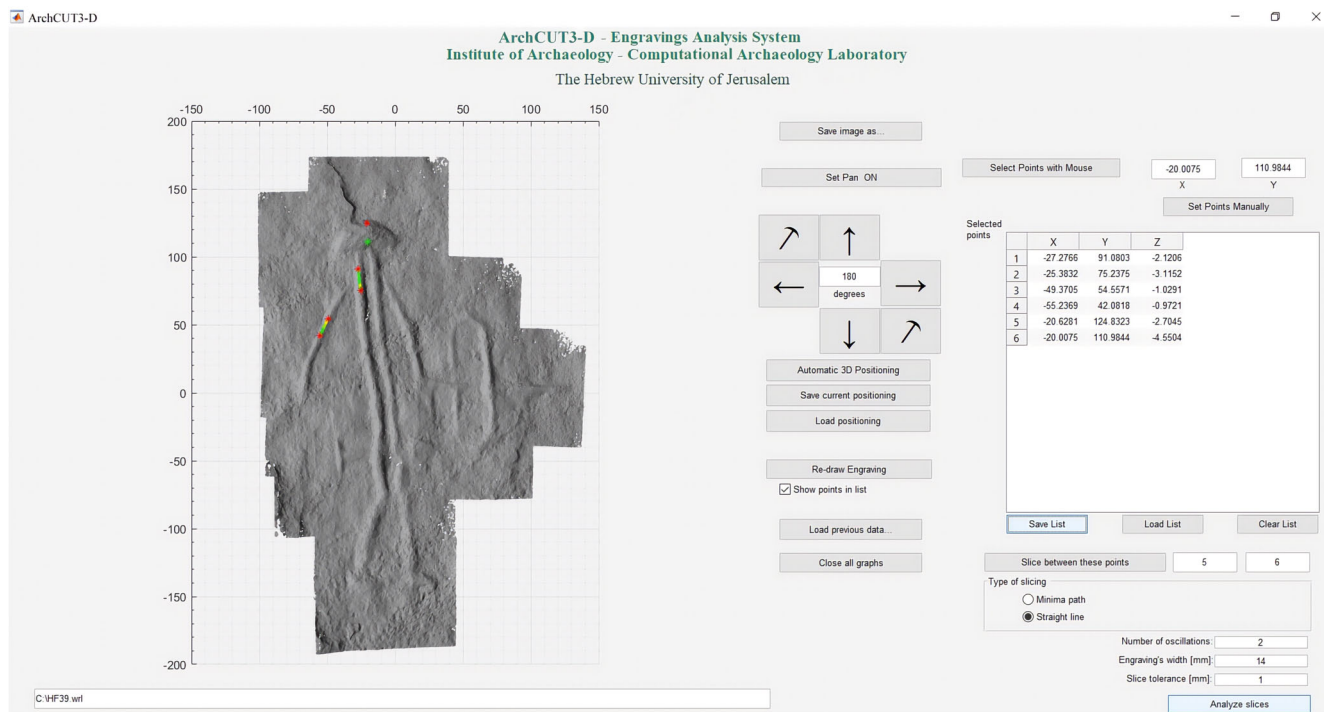 ArchCUT3-D
ArchCUT3-D - Engravings Analysis System
Institute of Archaeology - Computational Archaeology Laboratory
The Hebrew University of Jerusalem
-150 -100 -50 0 50 100 150
200
150
100
50
0
-50
-100
-150
-200
C:\HF39.wrl
Save image as...
Set Pan ON
180
degrees
Automatic 3D Positioning
Save current positioning
Load positioning
Re-draw Engraving
Show points in list
Load previous data...
Close all graphs
Select Points with Mouse -20.0075 110.9844
X Y
Set Points Manually
Selected
points
X Y Z
1 -27.2766 91.0803 -2.1206
2 -25.3832 75.2375 -3.1152
3 -49.3705 54.5571 -1.0291
4 -55.2369 42.0818 -0.9721
5 -20.6281 124.8323 -2.7045
6 -20.0075 110.9844 -4.5504
Save List Load List Clear List
Slice between these points 5 6
Type of slicing
Minima path
Straight line
Number of oscillations: 2
Engraving's width [mm]: 14
Slice tolerance [mm]: 1
Analyze slices